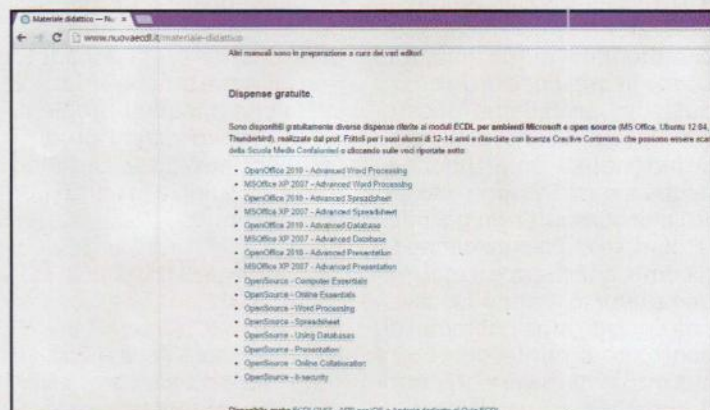 Materiale didattico — Nu
www.nuovaecdl.it/materiale-didattico
Altri manuali sono in preparazione a cura dei vari editori.
Dispense gratuite.
Sono disponibili gratuitamente diverse dispense riferite ai moduli ECDL per ambienti Microsoft e open source (MS Office, Ubuntu 12.04,
Thunderbird), realizzate dal prof. Frittoli per i suoi alunni di 12-14 anni e rilasciate con licenza Creative Commons, che possono essere scar
della Scuola Media Confalonieri o cliccando sulle voci riportate sotto:
• OpenOffice 2010 - Advanced Word Processing
• MSOffice XP 2007 - Advanced Word Processing
• OpenOffice 2010 - Advanced Spreadsheet
• MSOffice XP 2007 - Advanced Spreadsheet
• OpenOffice 2010 - Advanced Database
• MSOffice XP 2007 - Advanced Database
• OpenOffice 2010 - Advanced Presentation
• MSOffice XP 2007 - Advanced Presentation
• OpenSource - Computer Essentials
• OpenSource - Online Essentials
• OpenSource - Word Processing
• OpenSource - Spreadsheet
• OpenSource - Using Databases
• OpenSource - Presentation
• OpenSource - Online Collaboration
• OpenSource - It-security